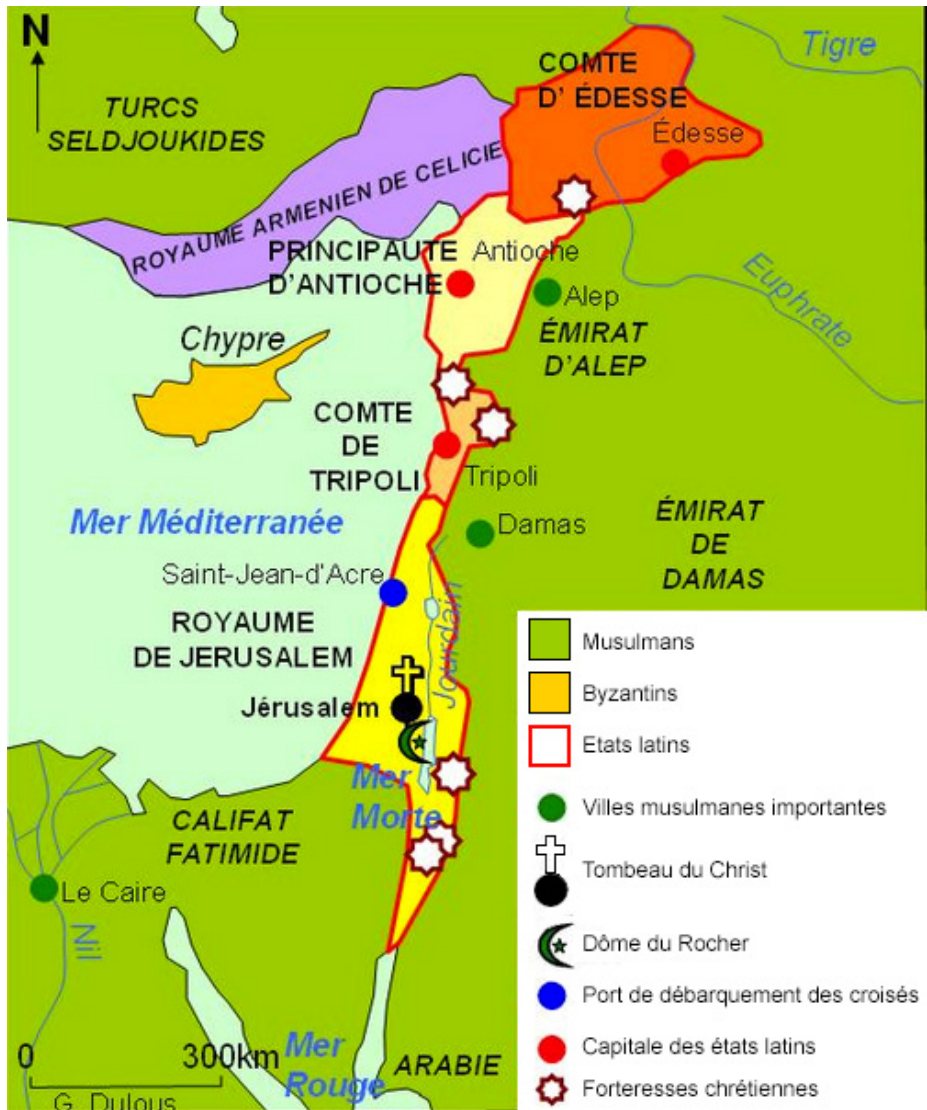 N
Tigre
COMTE
D' ÉDESSE
TURCS
SELDJOUKIDES
Édesse
ROYAUME ARMENIEN DE CELICIE
PRINCIPAUTE
D'ANTIOCHE
Antioche
Alep
Euphrate
Chypre
ÉMIRAT
D'ALEP
COMTE
DE
TRIPOLI
Tripoli
Mer Méditerranée
Damas
ÉMIRAT
DE
DAMAS
Saint-Jean-d'Acre
ROYAUME
DE JERUSALEM
Jourdain
Jérusalem
Mer
Morte
CALIFAT
FATIMIDE
Le Caire
Nil
Mer
Rouge
ARABIE
0 300km
G. Dulous
Musulmans
Byzantins
Etats latins
Villes musulmanes importantes
Tombeau du Christ
Dôme du Rocher
Port de débarquement des croisés
Capitale des états latins
Forteresses chrétiennes